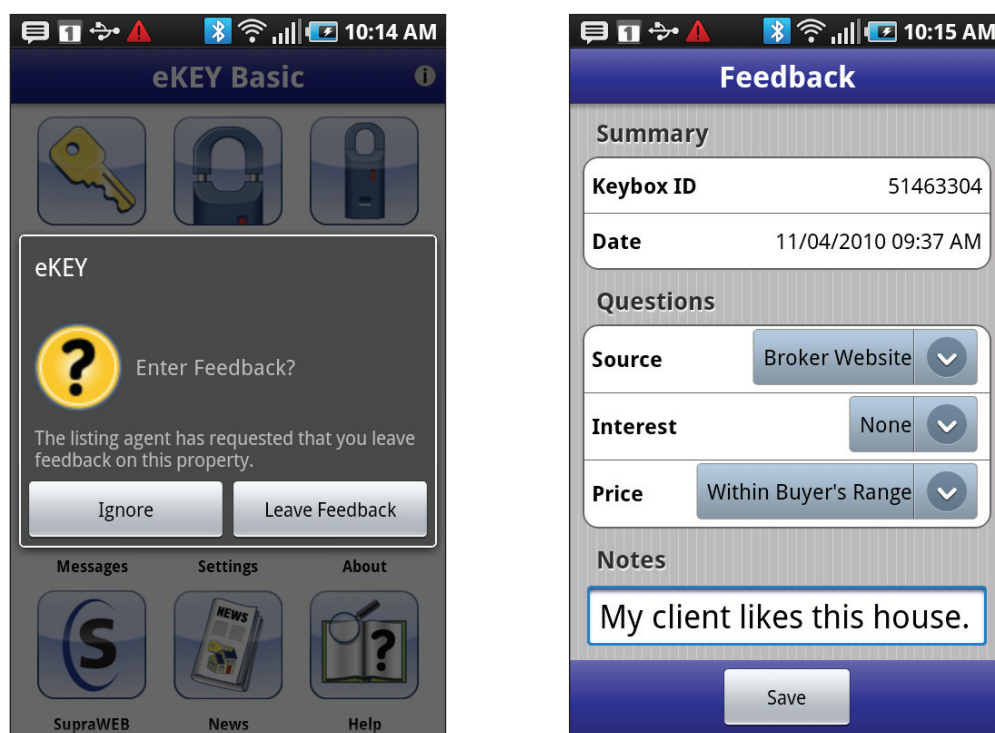 1 10:14 AM
eKEY Basic i
eKEY
? Enter Feedback?
The listing agent has requested that you leave
feedback on this property.
Ignore Leave Feedback
Messages Settings About
S NEWS ?
SupraWEB News Help
1 10:15 AM
Feedback
Summary
Keybox ID 51463304
Date 11/04/2010 09:37 AM
Questions
Source Broker Website
Interest None
Price Within Buyer's Range
Notes
My client likes this house.
Save